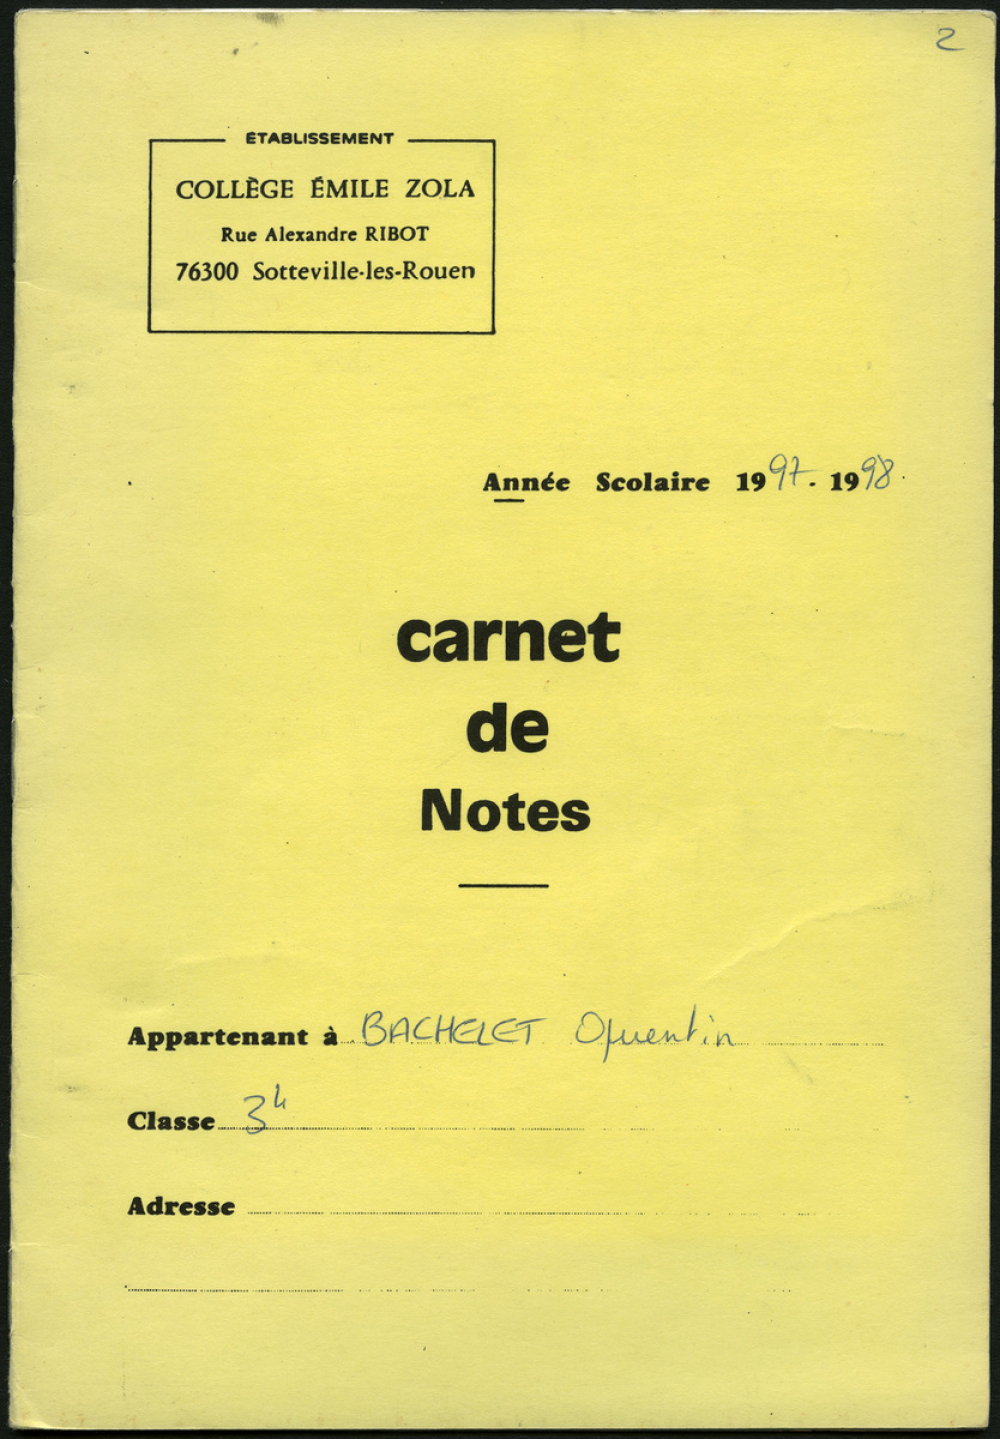 2
ÉTABLISSEMENT
COLLÈGE ÉMILE ZOLA
Rue Alexandre RIBOT
76300 Sotteville-les-Rouen
Année Scolaire 1997 - 1998
carnet
de
Notes
Appartenant à BACHELET Quentin
Classe 3⁴
Adresse